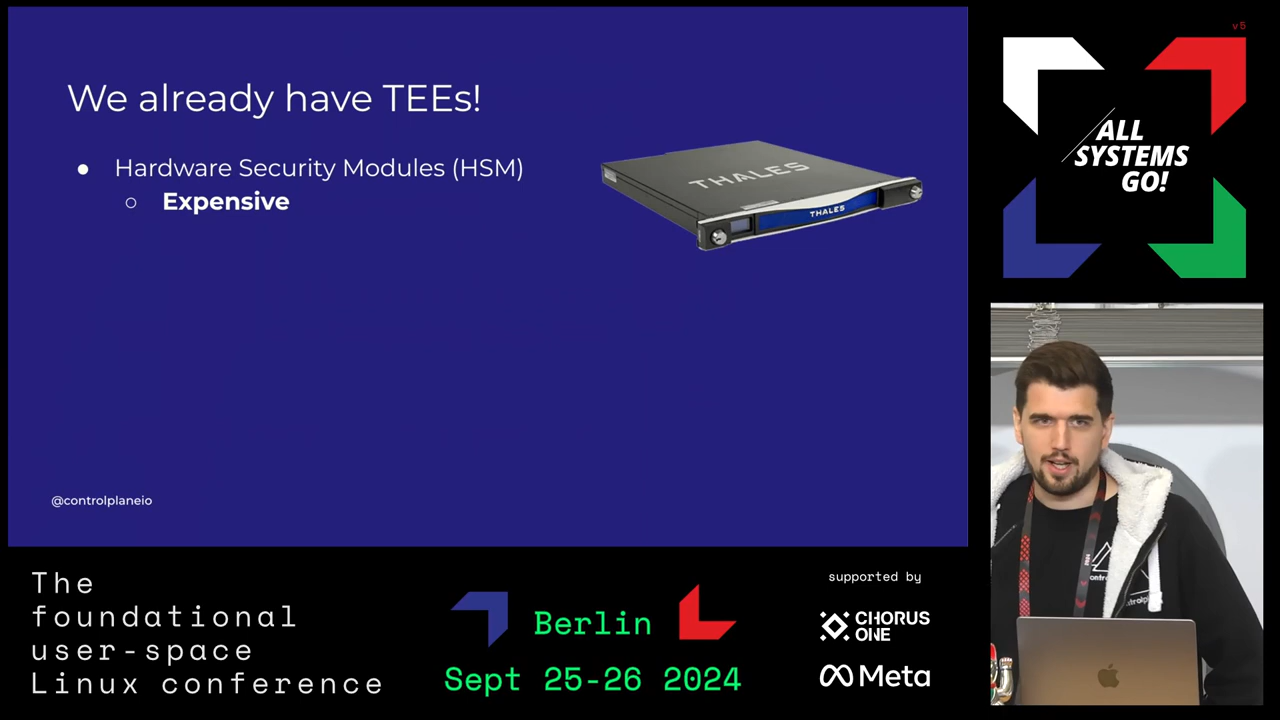 We already have TEEs!
● Hardware Security Modules (HSM)
○ Expensive
THALES
THALES
@controlplaneio
v5
ALL
SYSTEMS
GO!
The
foundational
user-space
Linux conference
Berlin
Sept 25-26 2024
supported by
CHORUS
ONE
Meta